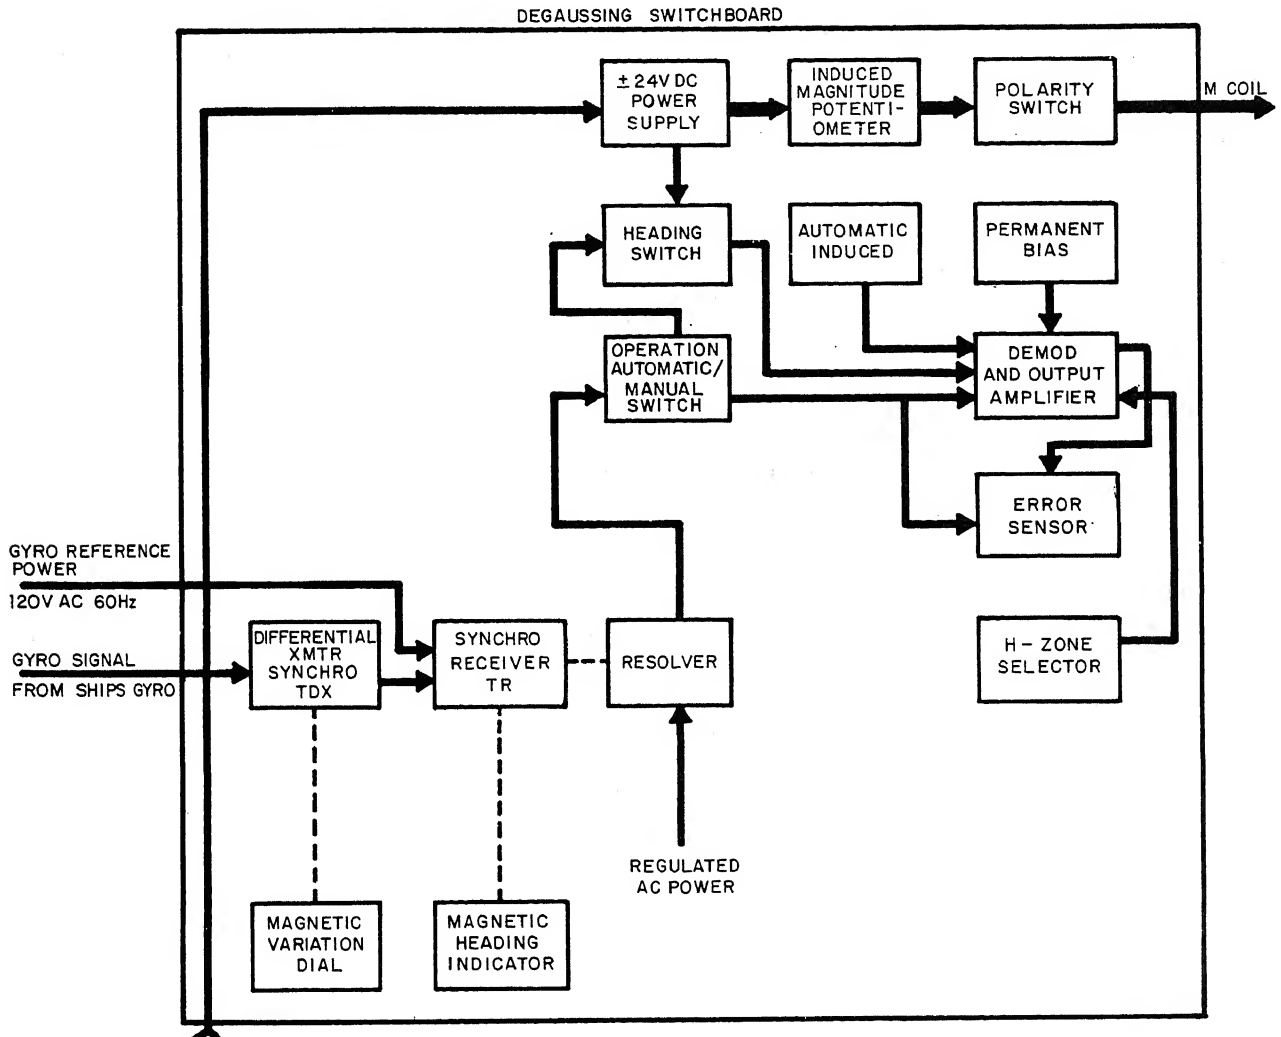 DEGAUSSING SWITCHBOARD
± 24V DC
POWER
SUPPLY
INDUCED
MAGNITUDE
POTENTI-
OMETER
POLARITY
SWITCH
M COIL
HEADING
SWITCH
AUTOMATIC
INDUCED
PERMANENT
BIAS
OPERATION
AUTOMATIC/
MANUAL
SWITCH
DEMOD
AND OUTPUT
AMPLIFIER
ERROR
SENSOR
GYRO REFERENCE
POWER
120V AC 60Hz
GYRO SIGNAL
FROM SHIPS GYRO
DIFFERENTIAL
XMTR
SYNCHRO
TDX
SYNCHRO
RECEIVER
TR
RESOLVER
H-ZONE
SELECTOR
REGULATED
AC POWER
MAGNETIC
VARIATION
DIAL
MAGNETIC
HEADING
INDICATOR